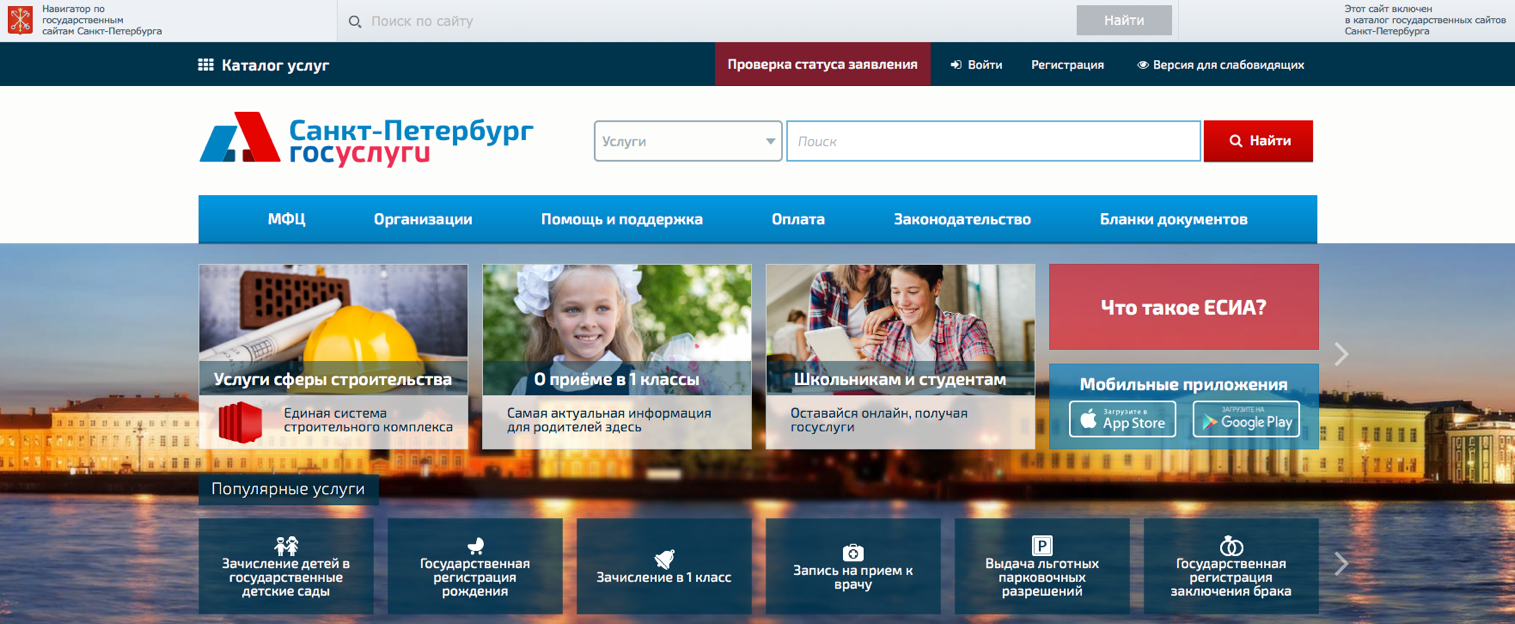 Навигатор по
государственным
сайтам Санкт-Петербурга
Поиск по сайту
Найти
Этот сайт включен
в каталог государственных сайтов
Санкт-Петербурга
Каталог услуг
Проверка статуса заявления
Войти
Регистрация
Версия для слабовидящих
Санкт-Петербург
госуслуги
Услуги
Поиск
Найти
МФЦ
Организации
Помощь и поддержка
Оплата
Законодательство
Бланки документов
Услуги сферы строительства
Единая система
строительного комплекса
О приёме в 1 классы
Самая актуальная информация
для родителей здесь
Школьникам и студентам
Оставайся онлайн, получая
госуслуги
Что такое ЕСИА?
Мобильные приложения
Загрузите в
App Store
ЗАГРУЗИТЕ НА
Google Play
Популярные услуги
Зачисление детей в
государственные
детские сады
Государственная
регистрация
рождения
Зачисление в 1 класс
Запись на прием к
врачу
P
Выдача льготных
парковочных
разрешений
Государственная
регистрация
заключения брака